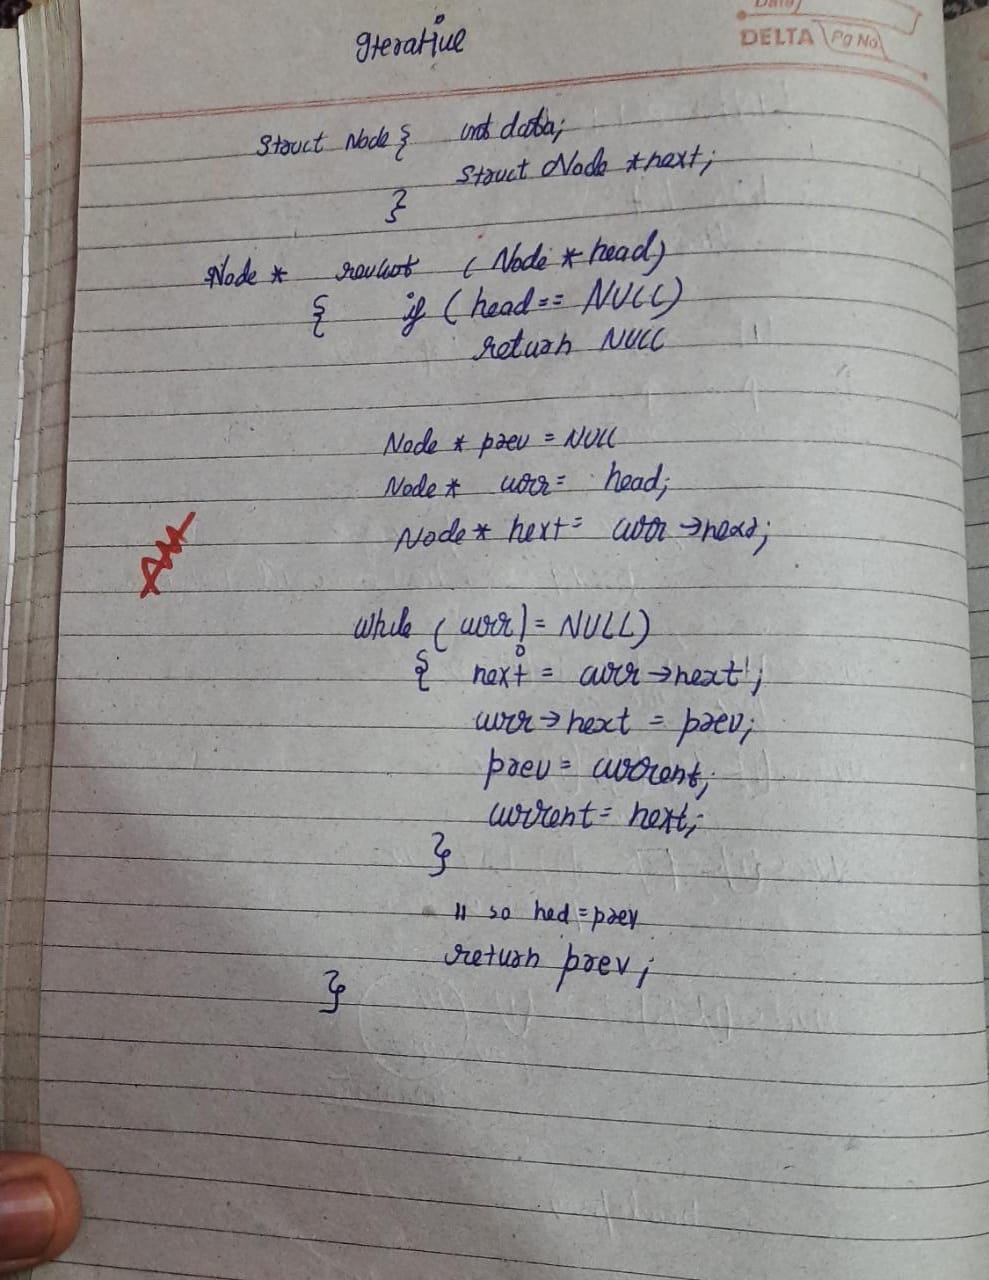 Iterative
Date
DELTA Pg No.
Struct Node { int data;
Struct Node *next;
}
Node * (Node * head)
{ if (head == NULL)
return NULL
Node * prev = NULL
Node * curr = head;
Node * next = curr →next;
while ( curr != NULL)
{ next = curr →next;
curr → next = prev;
prev = current;
current = next;
}
// so hed = prev
return prev;
}